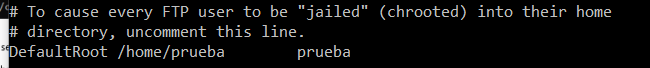 # To cause every FTP user to be "jailed" (chrooted) into their home
# directory, uncomment this line.
DefaultRoot /home/prueba prueba